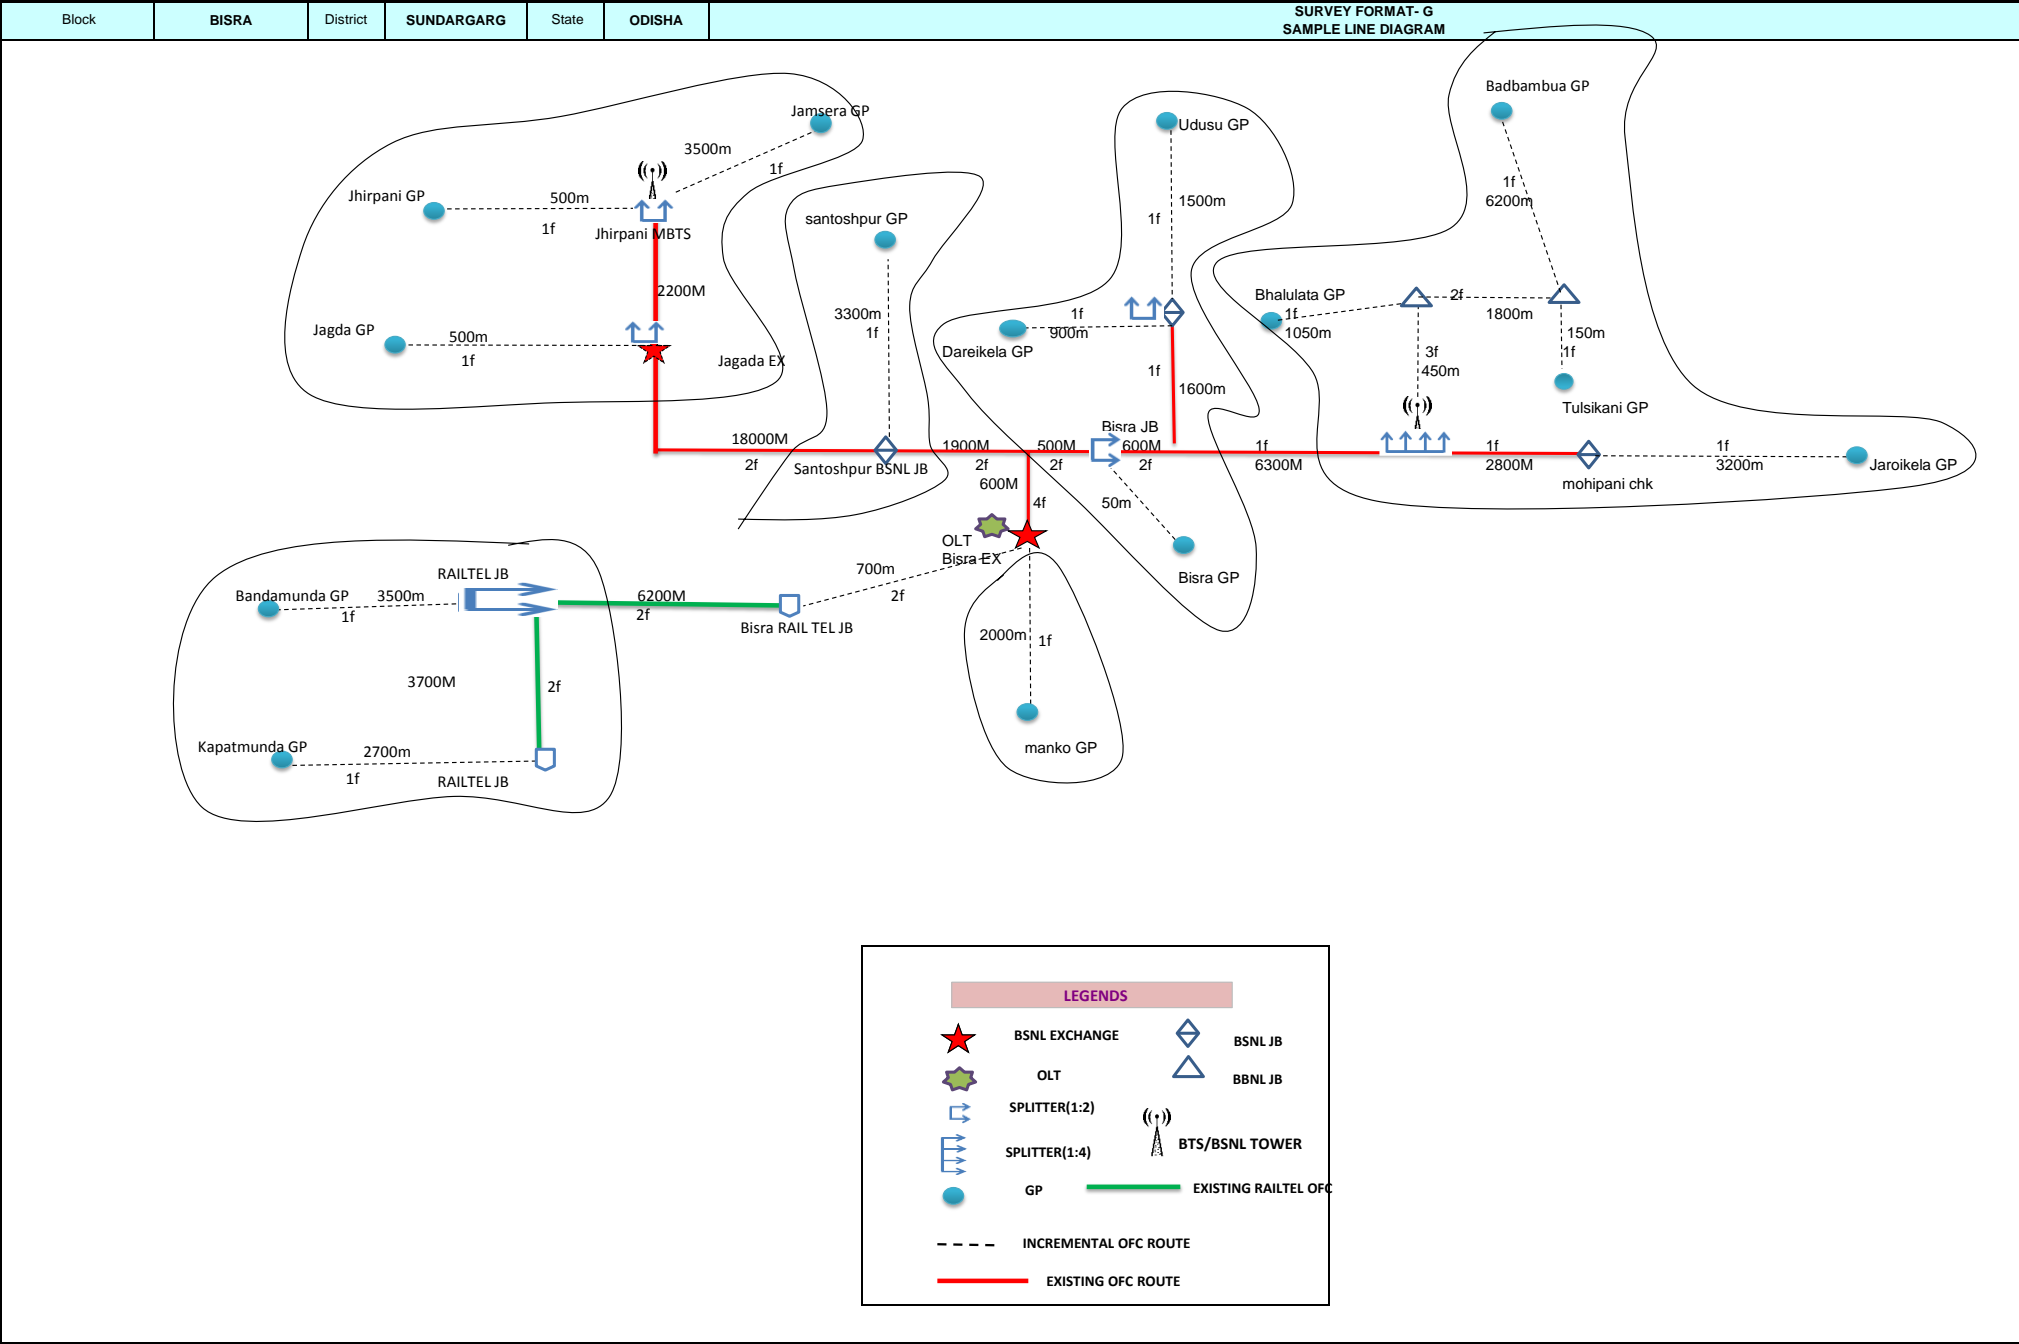 Block BISRA District SUNDARGARG State ODISHA
SURVEY FORMAT- G
SAMPLE LINE DIAGRAM
Jamsera GP
3500m
1f
Jhirpani GP
500m
1f
Jhirpani MBTS
2200M
Jagda GP
500m
1f
Jagada EX
santoshpur GP
3300m
1f
18000M
2f
Santoshpur BSNL JB
1900M
2f
600M
4f
500M
2f
Udusu GP
1500m
1f
1f
900m
Dareikela GP
1f
1600m
Bisra JB
600M
2f
50m
Bisra GP
1f
6300M
Badbambua GP
1f
6200m
Bhalulata GP
1f
1050m
2f
1800m
150m
1f
3f
450m
Tulsikani GP
1f
2800M
mohipani chk
1f
3200m
Jaroikela GP
OLT
Bisra EX
700m
2f
2000m
1f
manko GP
RAILTEL JB
Bandamunda GP
3500m
1f
6200M
2f
Bisra RAIL TEL JB
3700M
2f
Kapatmunda GP
2700m
1f
RAILTEL JB
LEGENDS
BSNL EXCHANGE
BSNL JB
OLT
BBNL JB
SPLITTER(1:2)
SPLITTER(1:4)
BTS/BSNL TOWER
GP
EXISTING RAILTEL OFC
INCREMENTAL OFC ROUTE
EXISTING OFC ROUTE